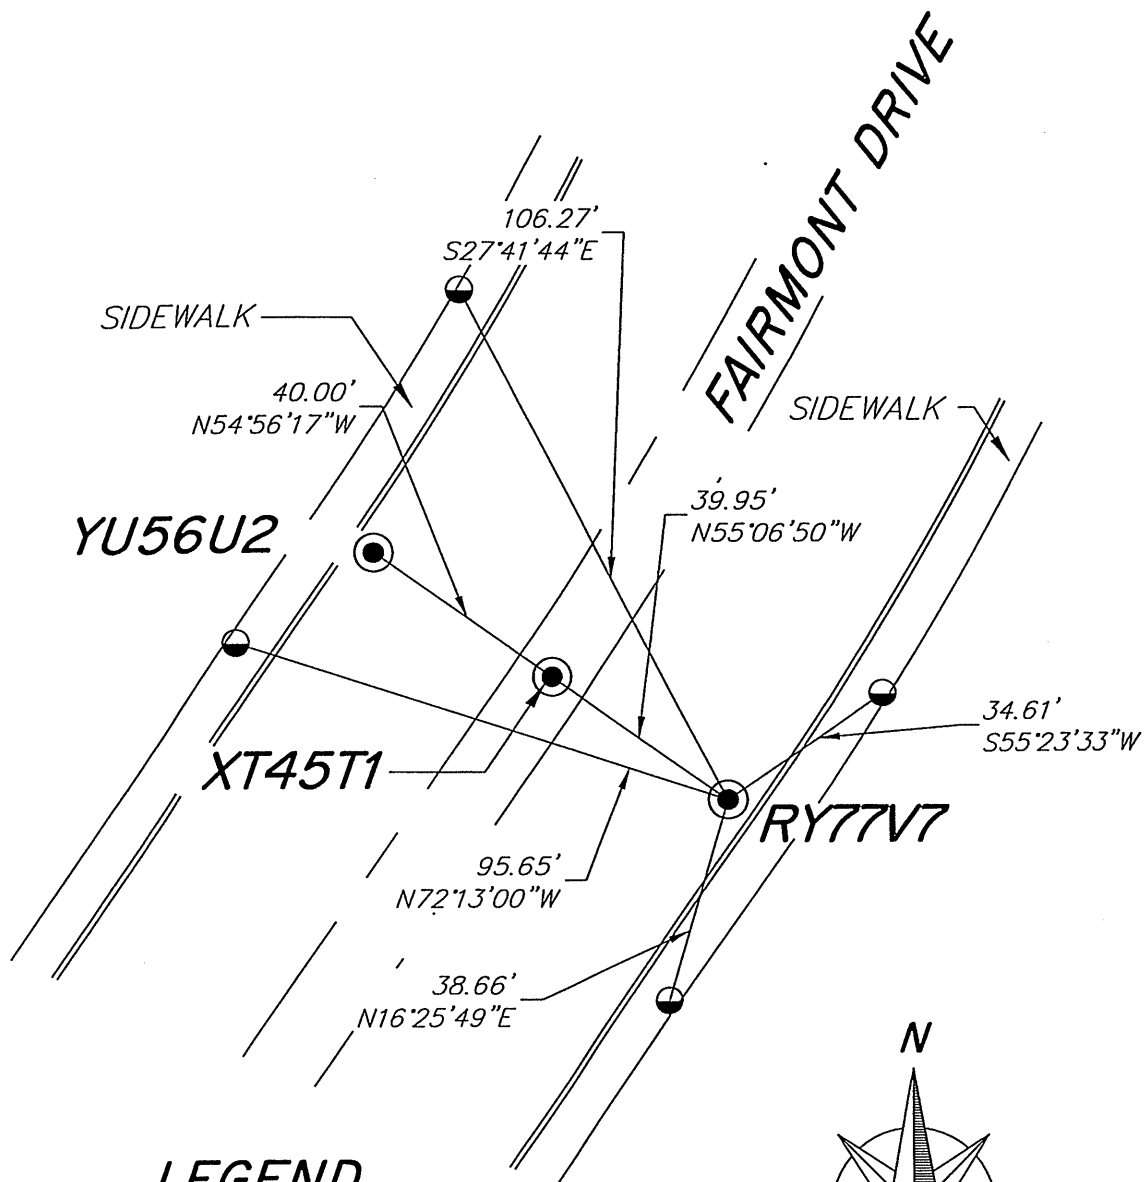 FAIRMONT DRIVE
106.27'
S27°41'44"E
SIDEWALK
40.00'
N54°56'17"W
SIDEWALK
39.95'
N55°06'50"W
YU56U2
34.61'
S55°23'33"W
XT45T1
RY77V7
95.65'
N72°13'00"W
38.66'
N16°25'49"E
N
LEGEND